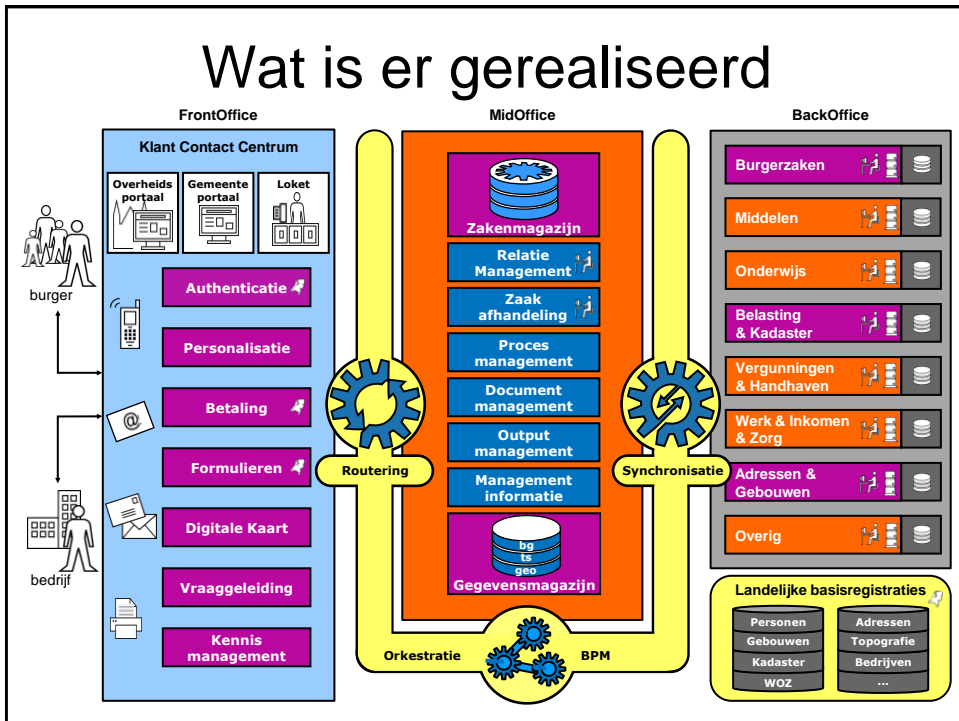 Wat is er gerealiseerd
FrontOffice
MidOffice
BackOffice
Klant Contact Centrum
Overheids
portaal
Gemeente
portaal
Loket
burger
bedrijf
@
Authenticatie
Personalisatie
Betaling
Formulieren
Digitale Kaart
Vraaggeleiding
Kennis
management
Routering
Zakenmagazijn
Relatie
Management
Zaak
afhandeling
Proces
management
Document
management
Output
management
Management
informatie
bg
ts
geo
Gegevensmagazijn
Synchronisatie
Orkestratie
BPM
Burgerzaken
Middelen
Onderwijs
Belasting
& Kadaster
Vergunningen
& Handhaven
Werk & Inkomen
& Zorg
Adressen &
Gebouwen
Overig
Landelijke basisregistraties
Personen
Gebouwen
Kadaster
WOZ
Adressen
Topografie
Bedrijven
...